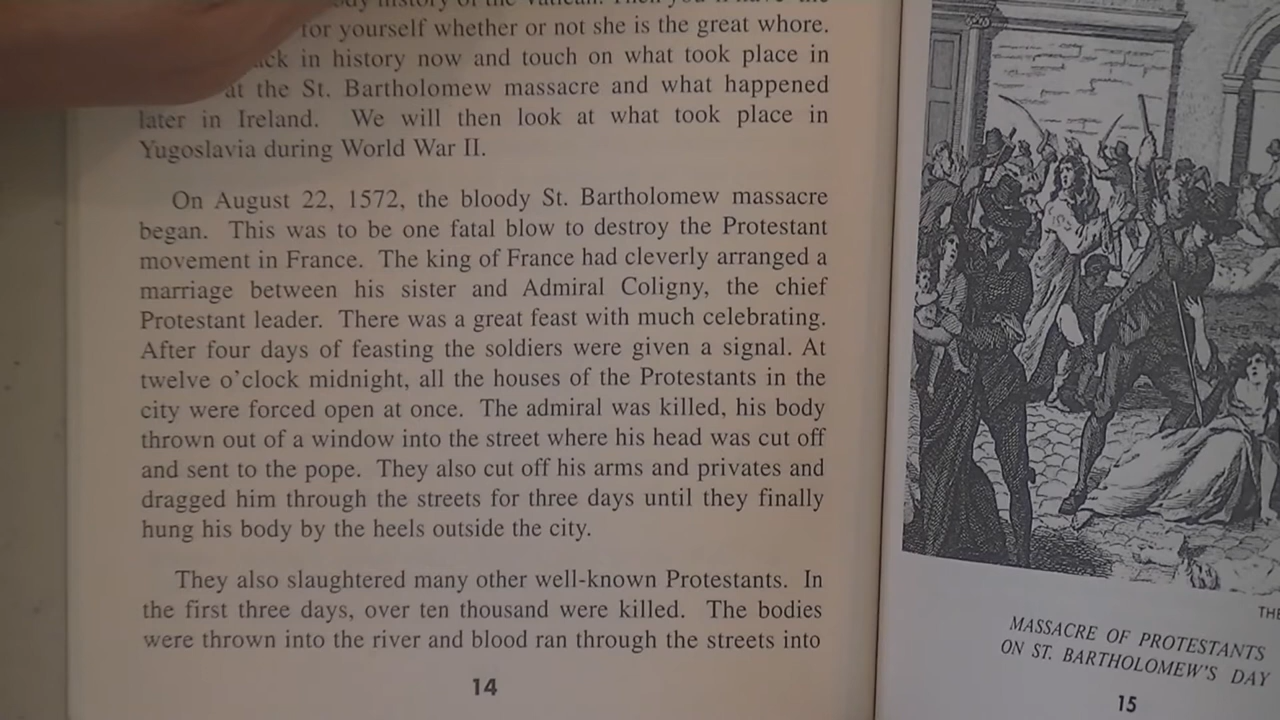 history of the Vatican. Then you'll have the
for yourself whether or not she is the great whore.
in history now and touch on what took place in
at the St. Bartholomew massacre and what happened
later in Ireland. We will then look at what took place in
Yugoslavia during World War II.
On August 22, 1572, the bloody St. Bartholomew massacre
began. This was to be one fatal blow to destroy the Protestant
movement in France. The king of France had cleverly arranged a
marriage between his sister and Admiral Coligny, the chief
Protestant leader. There was a great feast with much celebrating.
After four days of feasting the soldiers were given a signal. At
twelve o'clock midnight, all the houses of the Protestants in the
city were forced open at once. The admiral was killed, his body
thrown out of a window into the street where his head was cut off
and sent to the pope. They also cut off his arms and privates and
dragged him through the streets for three days until they finally
hung his body by the heels outside the city.
They also slaughtered many other well-known Protestants. In
the first three days, over ten thousand were killed. The bodies
were thrown into the river and blood ran through the streets into
14
THE
MASSACRE OF PROTESTANTS
ON ST. BARTHOLOMEW'S DAY
15